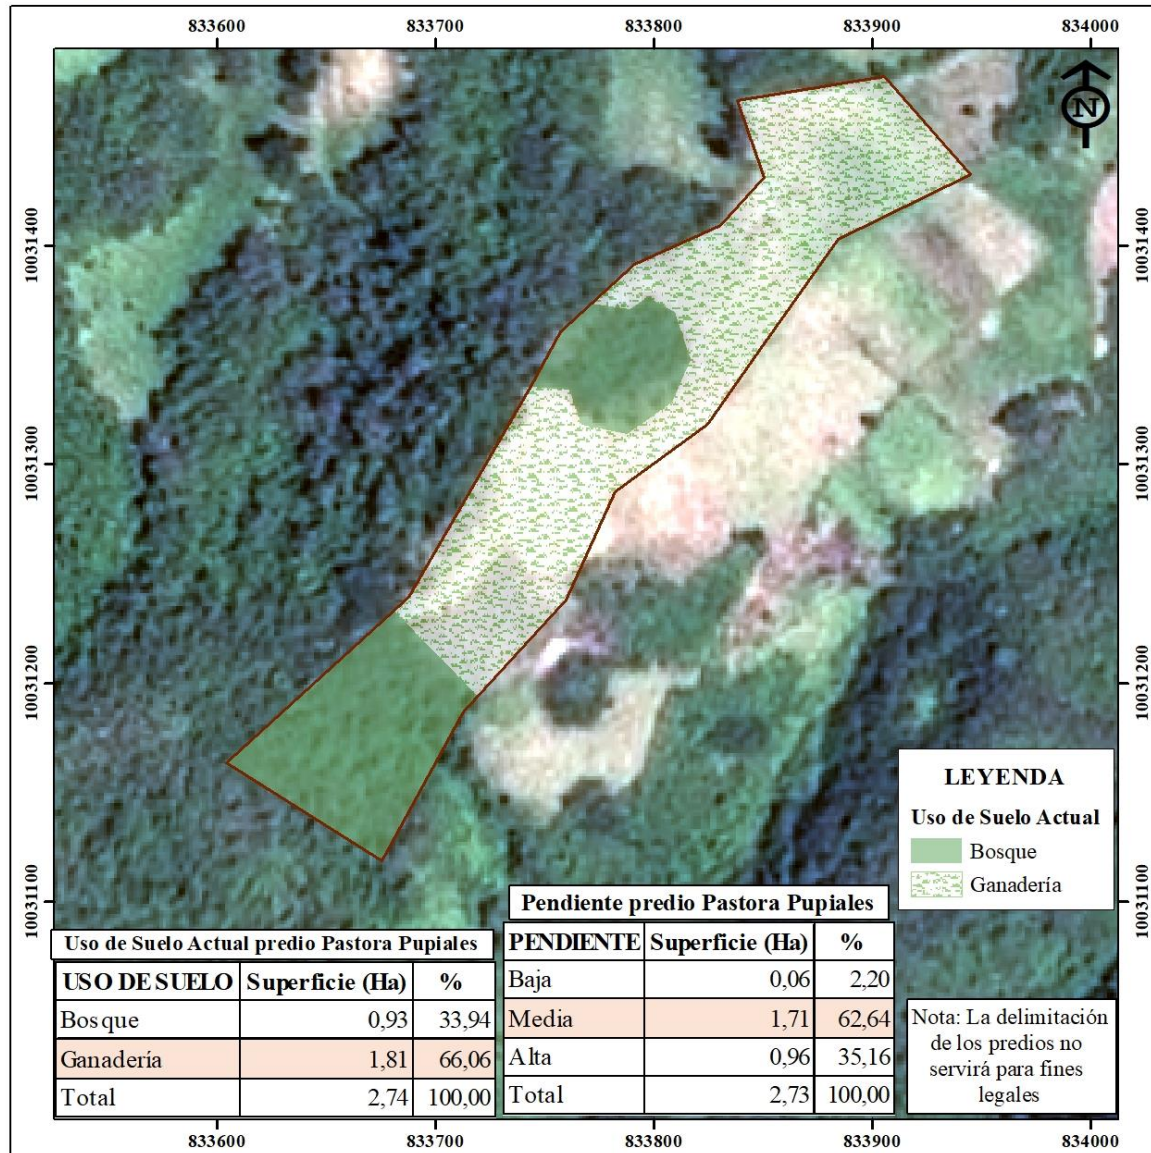 833600 833700 833800 833900 834000
N
10031400 10031400
10031300 10031300
10031200 10031200
10031100 10031100
LEYENDA
Uso de Suelo Actual
Bosque
Ganadería
Uso de Suelo Actual predio Pastora Pupiales
USO DE SUELO Superficie (Ha) %
Bosque 0,93 33,94
Ganadería 1,81 66,06
Total 2,74 100,00
Pendiente predio Pastora Pupiales
PENDIENTE Superficie (Ha) %
Baja 0,06 2,20
Media 1,71 62,64
Alta 0,96 35,16
Total 2,73 100,00
Nota: La delimitación
de los predios no
servirá para fines
legales
833600 833700 833800 833900 834000